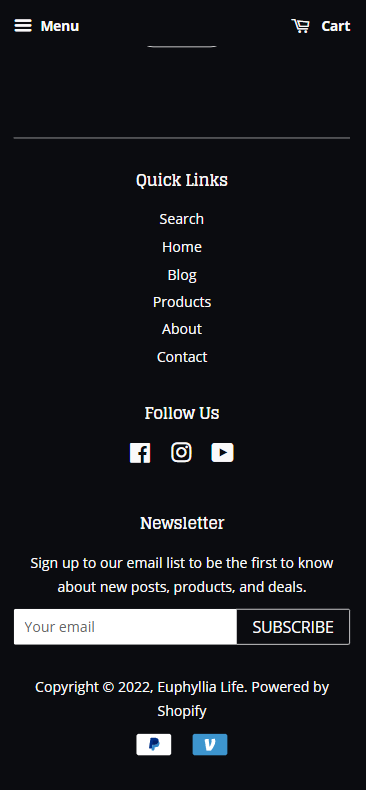 Menu
Cart
Quick Links
Search
Home
Blog
Products
About
Contact
Follow Us
Newsletter
Sign up to our email list to be the first to know
about new posts, products, and deals.
Your email
SUBSCRIBE
Copyright © 2022, Euphyllia Life. Powered by
Shopify